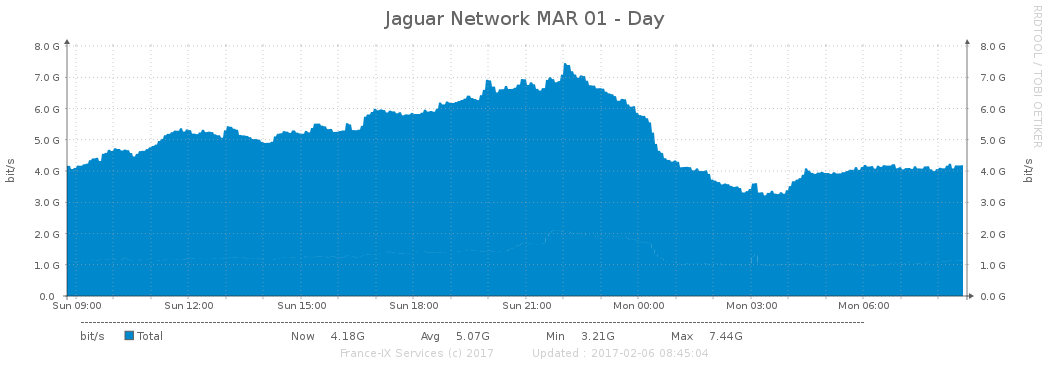 Jaguar Network MAR 01 - Day
RRDTOOL / TOBI OETIKER
bit/s
8.0 G
7.0 G
6.0 G
5.0 G
4.0 G
3.0 G
2.0 G
1.0 G
0.0
8.0 G
7.0 G
6.0 G
5.0 G
4.0 G
3.0 G
2.0 G
1.0 G
0.0 G
bit/s
Sun 09:00 Sun 12:00 Sun 15:00 Sun 18:00 Sun 21:00 Mon 00:00 Mon 03:00 Mon 06:00
bit/s Total Now 4.18G Avg 5.07G Min 3.21G Max 7.44G
France-IX Services (c) 2017 Updated : 2017-02-06 08:45:04